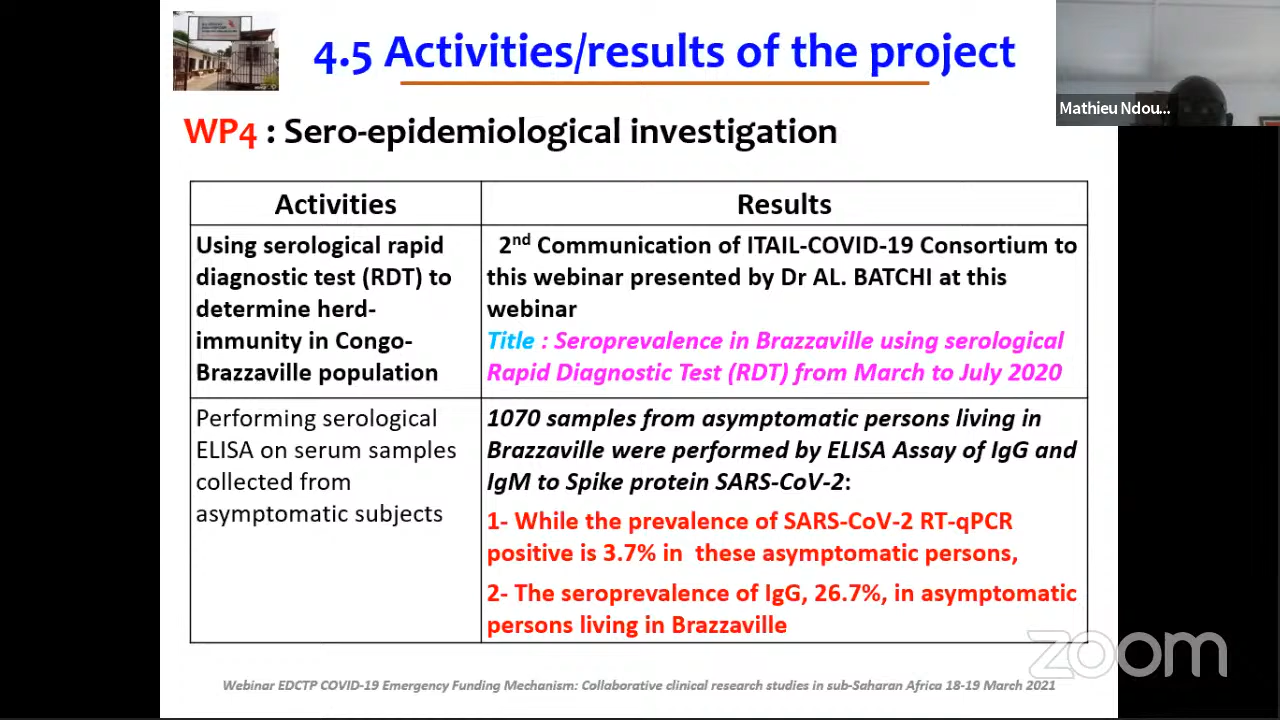 4.5 Activities/results of the project
Mathieu Ndou...
WP4 : Sero-epidemiological investigation
Activities
Results
Using serological rapid
diagnostic test (RDT) to
determine herd-
immunity in Congo-
Brazzaville population
2nd Communication of ITAIL-COVID-19 Consortium to
this webinar presented by Dr AL. BATCHI at this
webinar
Title : Seroprevalence in Brazzaville using serological
Rapid Diagnostic Test (RDT) from March to July 2020
Performing serological
ELISA on serum samples
collected from
asymptomatic subjects
1070 samples from asymptomatic persons living in
Brazzaville were performed by ELISA Assay of IgG and
IgM to Spike protein SARS-CoV-2:
1- While the prevalence of SARS-CoV-2 RT-qPCR
positive is 3.7% in these asymptomatic persons,
2- The seroprevalence of IgG, 26.7%, in asymptomatic
persons living in Brazzaville
zoom
Webinar EDCTP COVID-19 Emergency Funding Mechanism: Collaborative clinical research studies in sub-Saharan Africa 18-19 March 2021